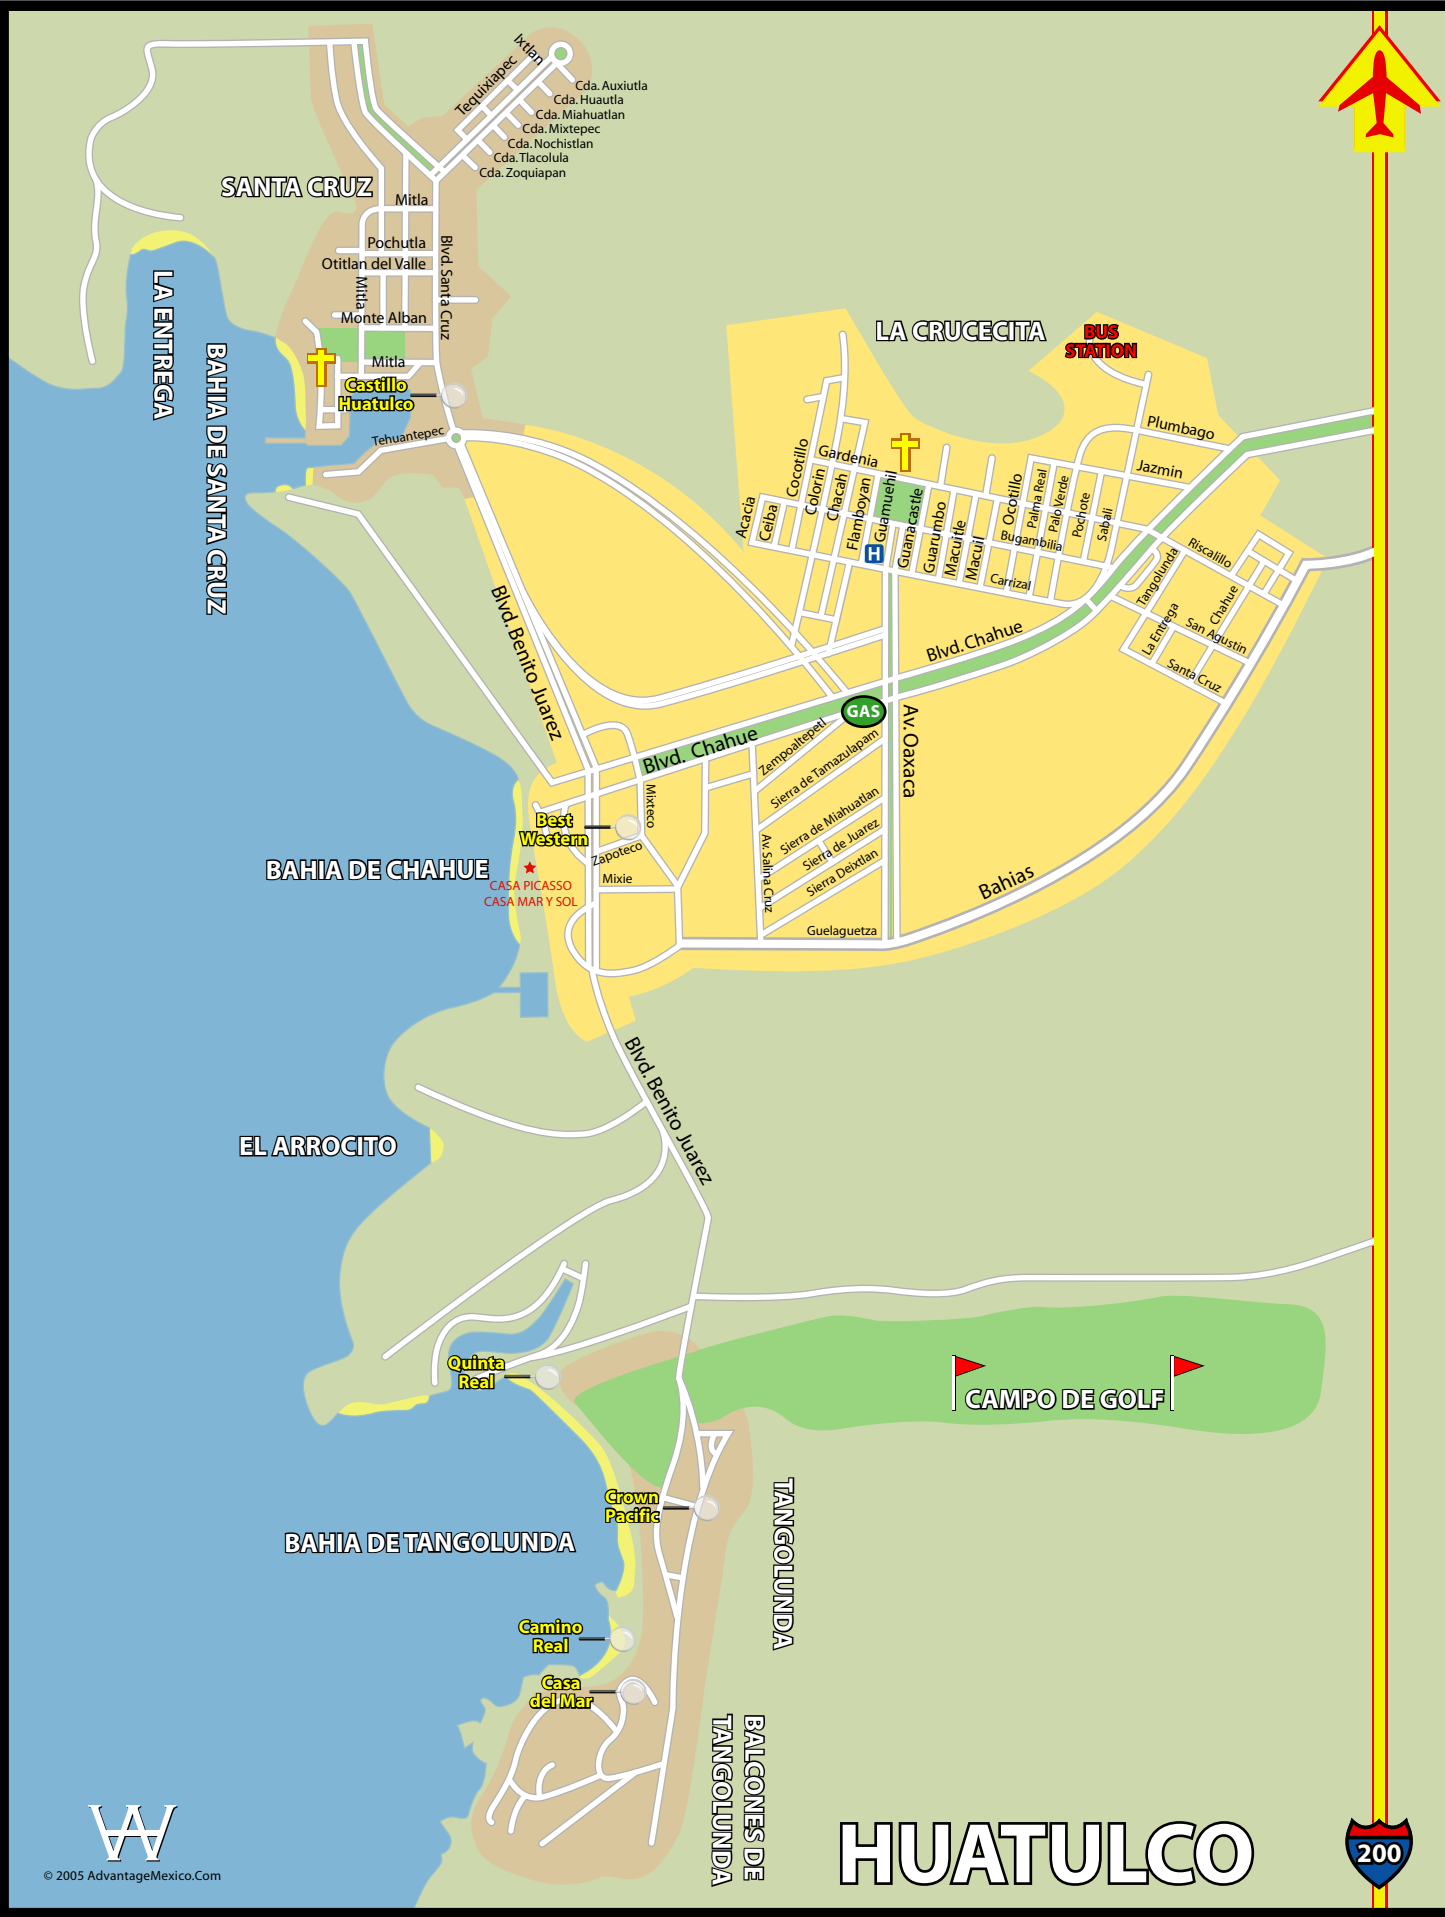 Ixtlan
Tequixiapec
Cda. Auxiutla
Cda. Huautla
Cda. Miahuatlan
Cda. Mixtepec
Cda. Nochistlan
Cda. Tlacolula
Cda. Zoquiapan
SANTA CRUZ
Mitla
Pochutla
Otitlan del Valle
Mitla
Blvd. Santa Cruz
Monte Alban
Mitla
Castillo
Huatulco
Tehuantepec
LA ENTREGA
BAHIA DE SANTA CRUZ
LA CRUCECITA
BUS
STATION
Plumbago
Jazmin
Gardenia
Cocotillo
Colorin
Chacah
Flamboyan
Guamuehil
Guanacastle
Guarumbo
Macuitle
Macuil
Ocotillo
Palma Real
Palo Verde
Pochote
Sabali
Acacia
Ceiba
H
Bugambilia
Carrizal
Riscalillo
Tangolunda
La Entrega
Chahue
San Agustin
Santa Cruz
Blvd. Benito Juarez
Blvd. Chahue
GAS
Blvd. Chahue
Av. Oaxaca
Zempoaltepetl
Sierra de Tamazulapam
Sierra de Miahuatlan
Sierra de Juarez
Sierra Deixtlan
Av. Salina Cruz
Mixteco
Best
Western
Zapoteco
Mixie
BAHIA DE CHAHUE
CASA PICASSO
CASA MAR Y SOL
Guelaguetza
Bahias
Blvd. Benito Juarez
EL ARROCITO
Quinta
Real
CAMPO DE GOLF
Crown
Pacific
BAHIA DE TANGOLUNDA
TANGOLUNDA
Camino
Real
Casa
del Mar
BALCONES DE
TANGOLUNDA
HUATULCO
200
AW
© 2005 AdvantageMexico.Com